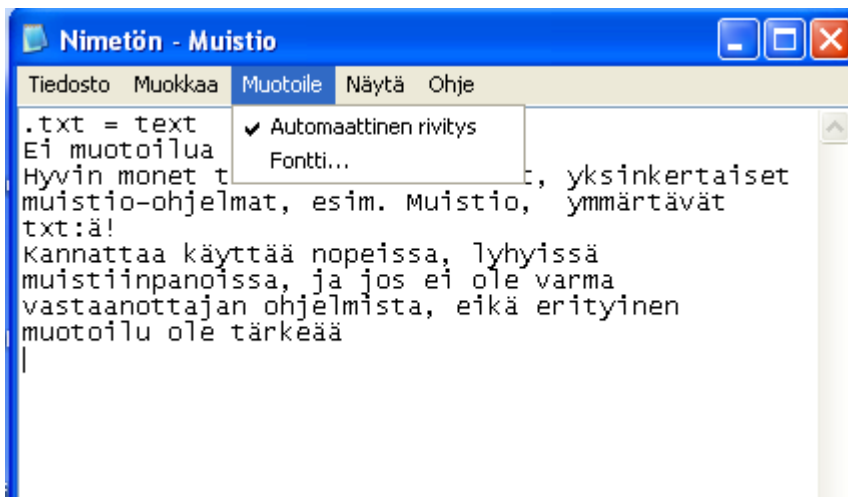 Nimetön - Muistio
Tiedosto Muokkaa Muotoile Näytä Ohje
Automaattinen rivitys
Fontti...
.txt = text
Ei muotoilua
Hyvin monet t t, yksinkertaiset
muistio-ohjelmat, esim. Muistio, ymmärtävät
txt:ä!
Kannattaa käyttää nopeissa, lyhyissä
muistiinpanoissa, ja jos ei ole varma
vastaanottajan ohjelmista, eikä erityinen
muotoilu ole tärkeää